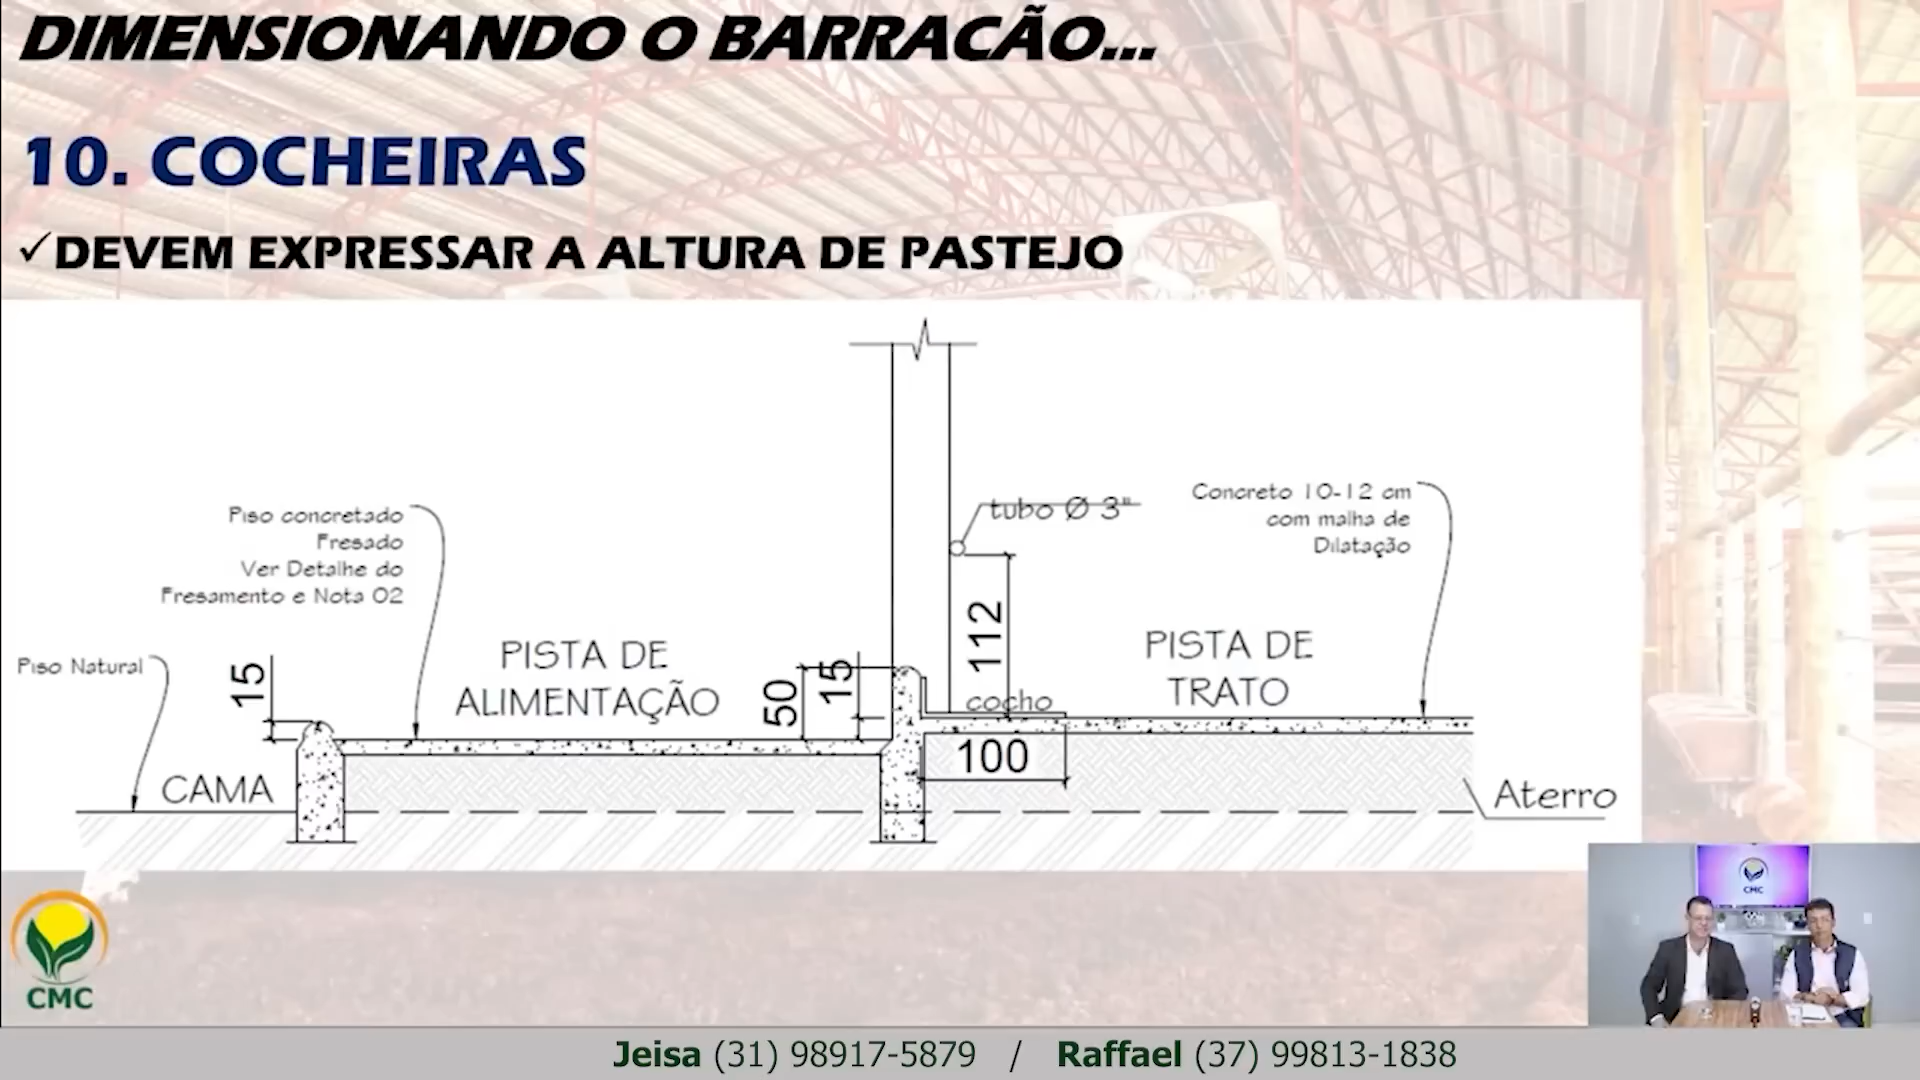 DIMENSIONANDO O BARRACÃO...
10. COCHEIRAS
✓DEVEM EXPRESSAR A ALTURA DE PASTEJO
Piso concretado
Fresado
Ver Detalhe do
Fresamento e Nota 02
Piso Natural
15
CAMA
PISTA DE
ALIMENTAÇÃO
50
15
tubo Ø 3"
112
cocho
100
Concreto 10-12 cm
com malha de
Dilatação
PISTA DE
TRATO
Aterro
CMC
CMC
Jeisa (31) 98917-5879 / Raffael (37) 99813-1838